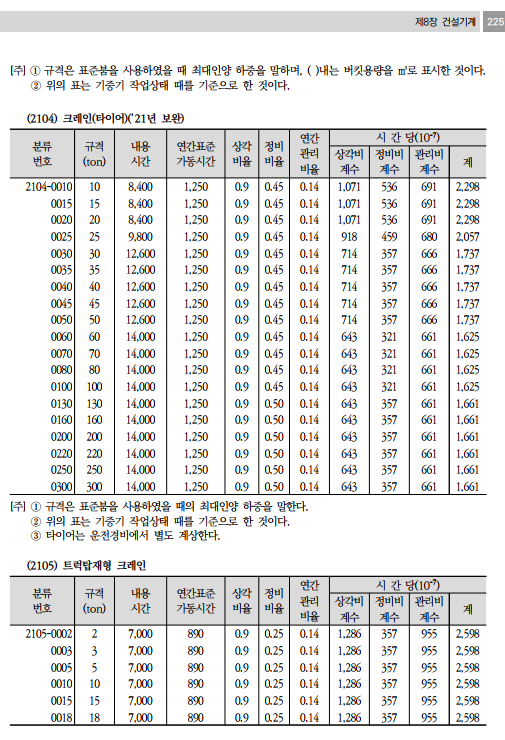 제8장 건설기계 225
[주] ① 규격은 표준붐을 사용하였을 때 최대인양 하중을 말하며, ( )내는 버킷용량을 ㎥로 표시한 것이다.
② 위의 표는 기중기 작업상태 때를 기준으로 한 것이다.
(2104) 크레인(타이어)('21년 보완)
분류번호 규격(ton) 내용시간 연간표준가동시간 상각비율 정비비율 연간관리비율 시 간 당(10⁻⁷)
상각비계수 정비비계수 관리비계수 계
2104-0010 10 8,400 1,250 0.9 0.45 0.14 1,071 536 691 2,298
0015 15 8,400 1,250 0.9 0.45 0.14 1,071 536 691 2,298
0020 20 8,400 1,250 0.9 0.45 0.14 1,071 536 691 2,298
0025 25 9,800 1,250 0.9 0.45 0.14 918 459 680 2,057
0030 30 12,600 1,250 0.9 0.45 0.14 714 357 666 1,737
0035 35 12,600 1,250 0.9 0.45 0.14 714 357 666 1,737
0040 40 12,600 1,250 0.9 0.45 0.14 714 357 666 1,737
0045 45 12,600 1,250 0.9 0.45 0.14 714 357 666 1,737
0050 50 12,600 1,250 0.9 0.45 0.14 714 357 666 1,737
0060 60 14,000 1,250 0.9 0.45 0.14 643 321 661 1,625
0070 70 14,000 1,250 0.9 0.45 0.14 643 321 661 1,625
0080 80 14,000 1,250 0.9 0.45 0.14 643 321 661 1,625
0100 100 14,000 1,250 0.9 0.45 0.14 643 321 661 1,625
0130 130 14,000 1,250 0.9 0.50 0.14 643 357 661 1,661
0160 160 14,000 1,250 0.9 0.50 0.14 643 357 661 1,661
0200 200 14,000 1,250 0.9 0.50 0.14 643 357 661 1,661
0220 220 14,000 1,250 0.9 0.50 0.14 643 357 661 1,661
0250 250 14,000 1,250 0.9 0.50 0.14 643 357 661 1,661
0300 300 14,000 1,250 0.9 0.50 0.14 643 357 661 1,661
[주] ① 규격은 표준붐을 사용하였을 때의 최대인양 하중을 말한다.
② 위의 표는 기중기 작업상태 때를 기준으로 한 것이다.
③ 타이어는 운전경비에서 별도 계상한다.
(2105) 트럭탑재형 크레인
분류번호 규격(ton) 내용시간 연간표준가동시간 상각비율 정비비율 연간관리비율 시 간 당(10⁻⁷)
상각비계수 정비비계수 관리비계수 계
2105-0002 2 7,000 890 0.9 0.25 0.14 1,286 357 955 2,598
0003 3 7,000 890 0.9 0.25 0.14 1,286 357 955 2,598
0005 5 7,000 890 0.9 0.25 0.14 1,286 357 955 2,598
0010 10 7,000 890 0.9 0.25 0.14 1,286 357 955 2,598
0015 15 7,000 890 0.9 0.25 0.14 1,286 357 955 2,598
0018 18 7,000 890 0.9 0.25 0.14 1,286 357 955 2,598